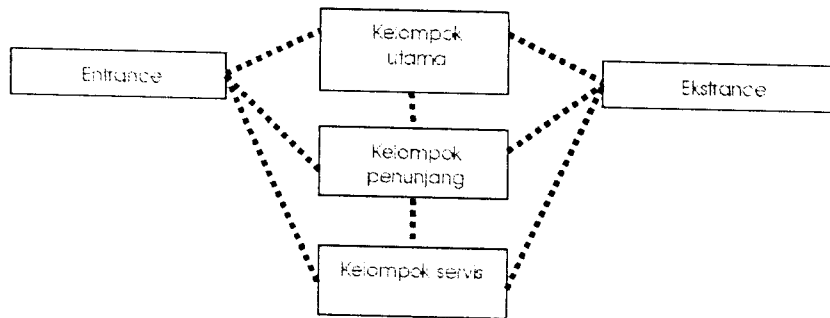 Kelompok
utama
Entrance
Ekstrance
Kelompok
penunjang
Kelompok servis